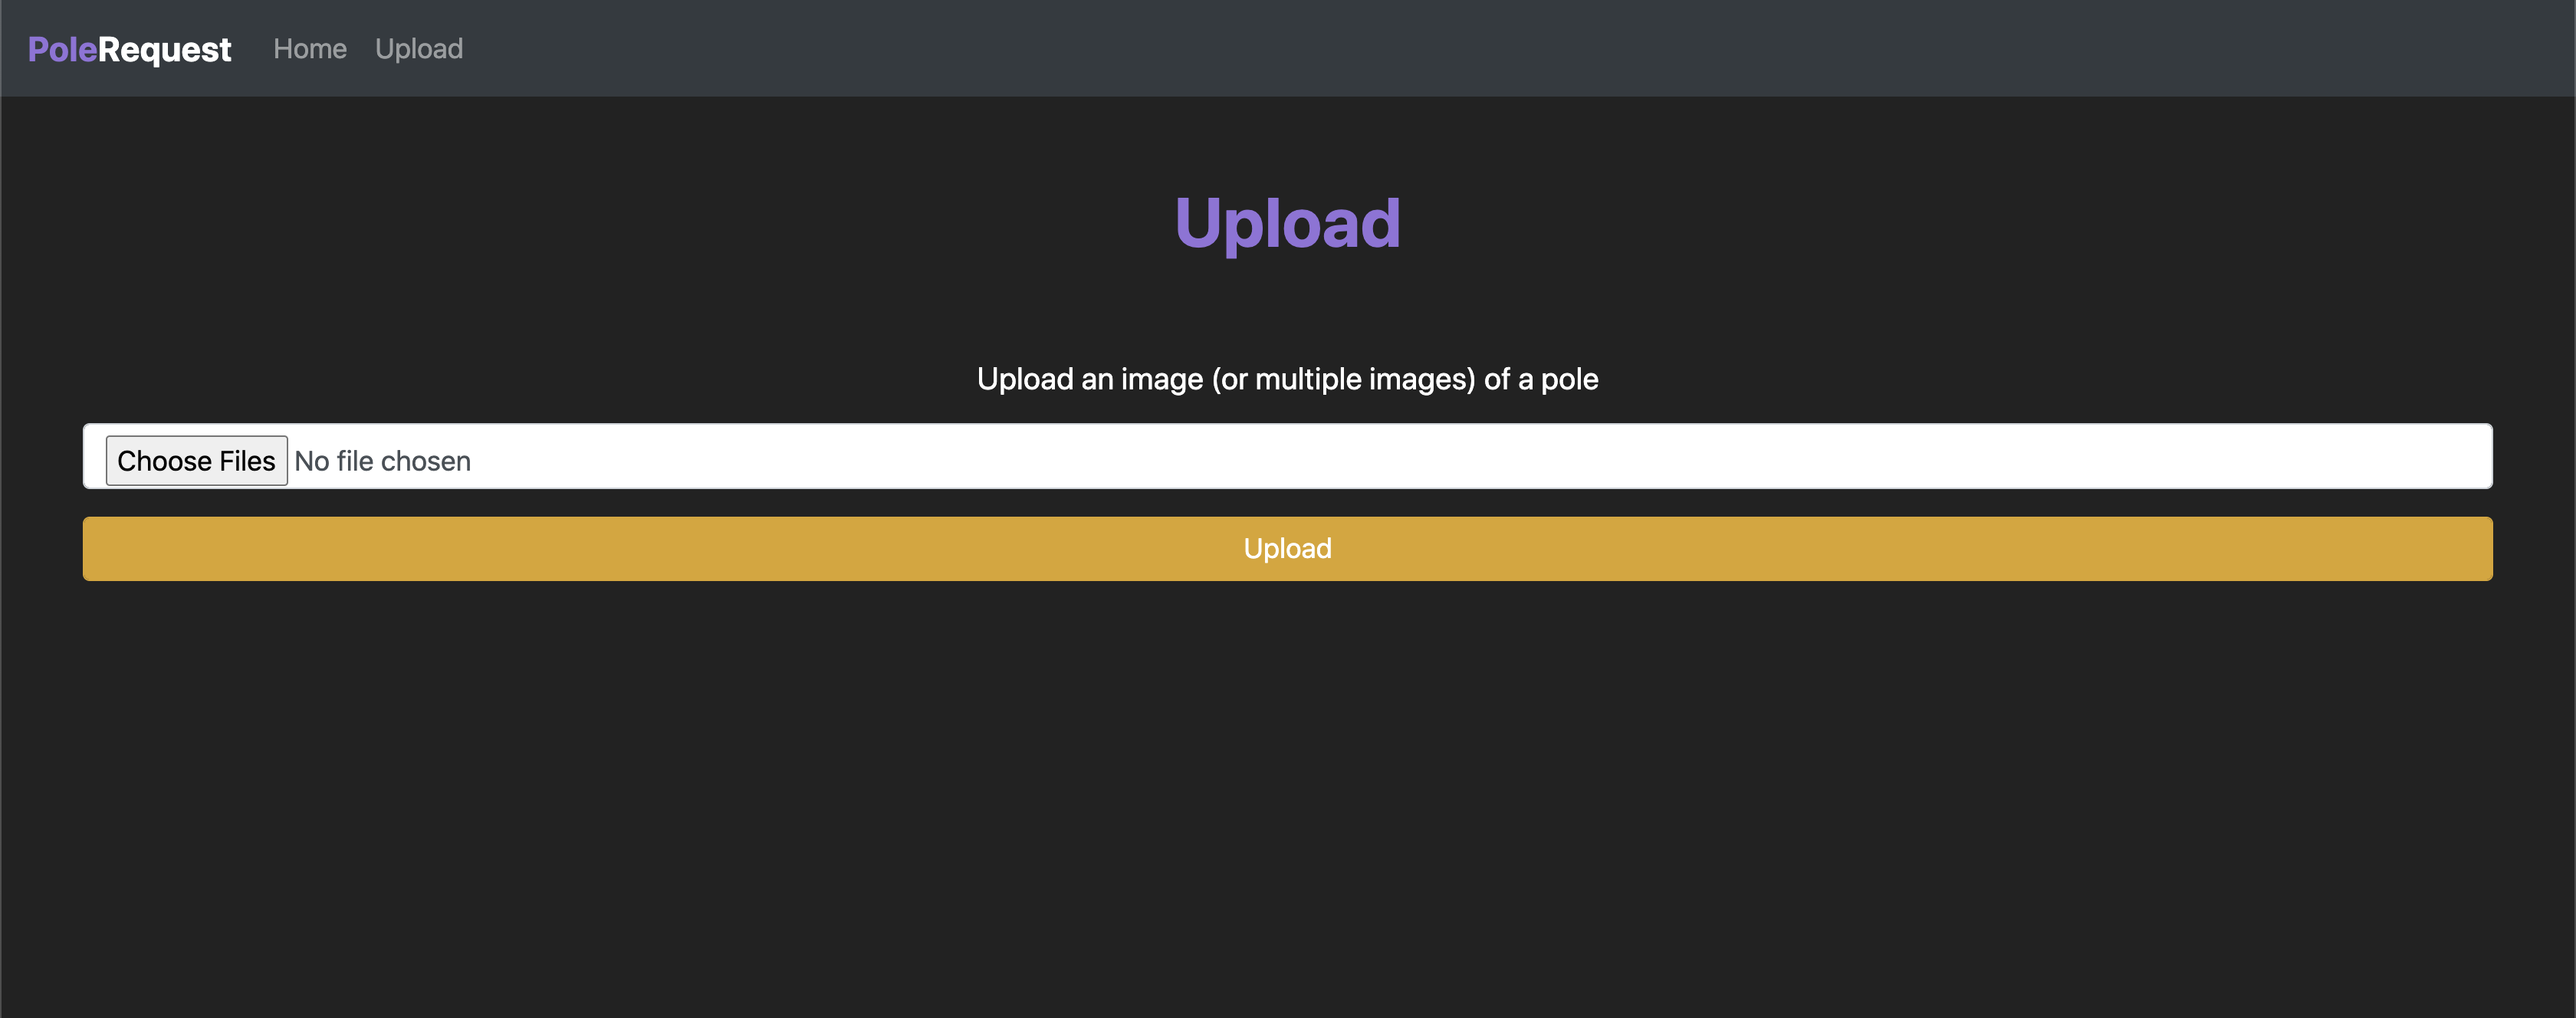 PoleRequest Home Upload
Upload
Upload an image (or multiple images) of a pole
Choose Files No file chosen
Upload